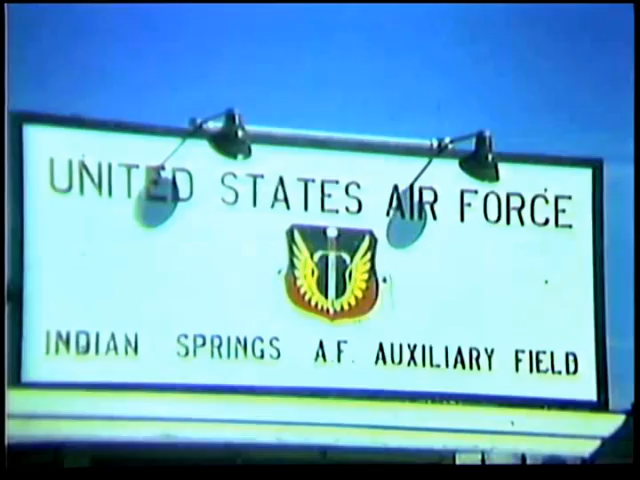 UNITED STATES AIR FORCE
INDIAN SPRINGS A.F. AUXILIARY FIELD